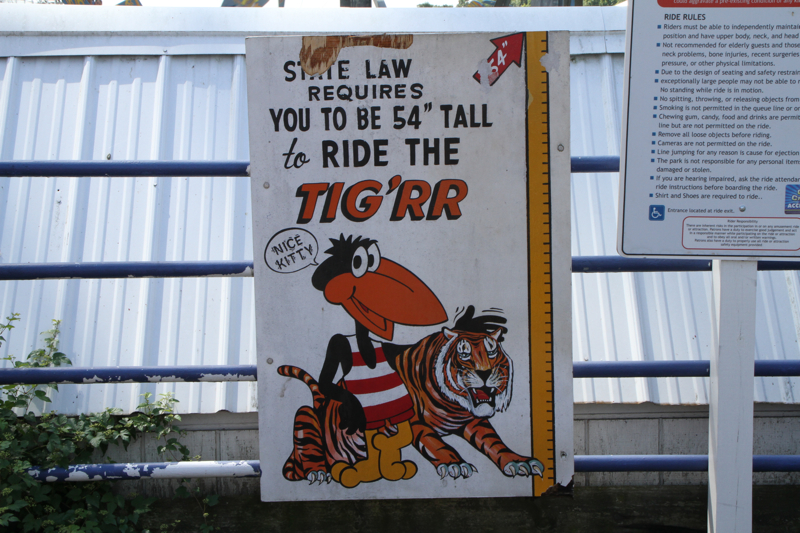 STATE LAW
REQUIRES
YOU TO BE 54" TALL
to RIDE THE
TIG'RR
54"
NICE
KITTY
RIDE RULES
Riders must be able to independently maintain
position and have upper body, neck, and head
Not recommended for elderly guests and those
neck problems, bone injuries, recent surgeries
pressure, or other physical limitations.
Due to the design of seating and safety restrain
exceptionally large people may not be able to
No standing while ride is in motion.
No spitting, throwing, or releasing objects from
Smoking is not permitted in the queue line or
Chewing gum, candy, food and drinks are permit
line but are not permitted on the ride.
Remove all loose objects before riding.
Cameras are not permitted on the ride.
Line jumping for any reason is cause for ejection
The park is not responsible for any personal items
damaged or stolen.
If you are hearing impaired, ask the ride attendan
ride instructions before boarding the ride.
Shirt and Shoes are required to ride..
Entrance located at ride exit.
Rider Responsibility